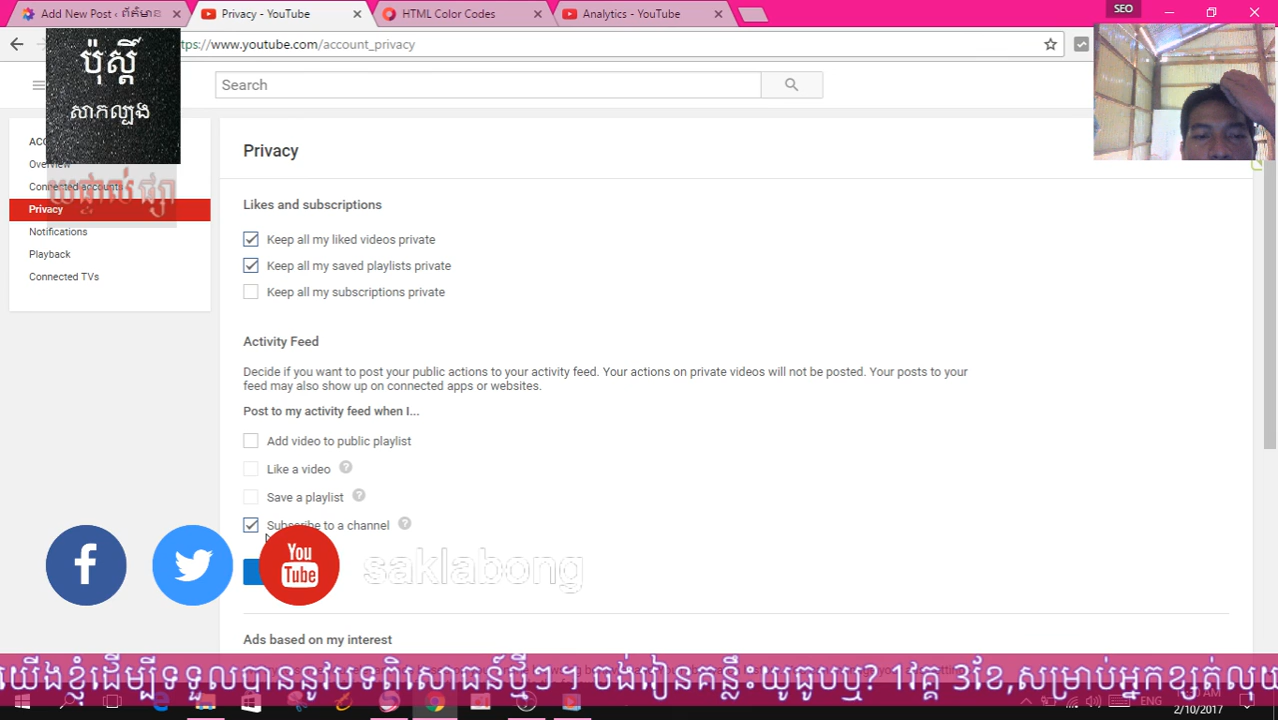 Add New Post ‹ ព័ត៌មាន
Privacy - YouTube
HTML Color Codes
Analytics - YouTube
SEO
https://www.youtube.com/account_privacy
ប៉ុស្តិ៍
សាកល្បង
Search
Overview
Connected accounts
Privacy
Notifications
Playback
Connected TVs
Privacy
Likes and subscriptions
Keep all my liked videos private
Keep all my saved playlists private
Keep all my subscriptions private
Activity Feed
Decide if you want to post your public actions to your activity feed. Your actions on private videos will not be posted. Your posts to your
feed may also show up on connected apps or websites.
Post to my activity feed when I...
Add video to public playlist
Like a video
Save a playlist
Subscribe to a channel
You
Tube
saklabong
Ads based on my interest
យើងខ្ញុំដើម្បីទទួលបាននូវបទពិសោធន៍ថ្មីៗ។ ចង់រៀនគន្លឹះយូធូបឬ? 1វគ្គ 3ខែ,សម្រាប់អ្នកខ្សត់លុយ
ENG
2/10/2017